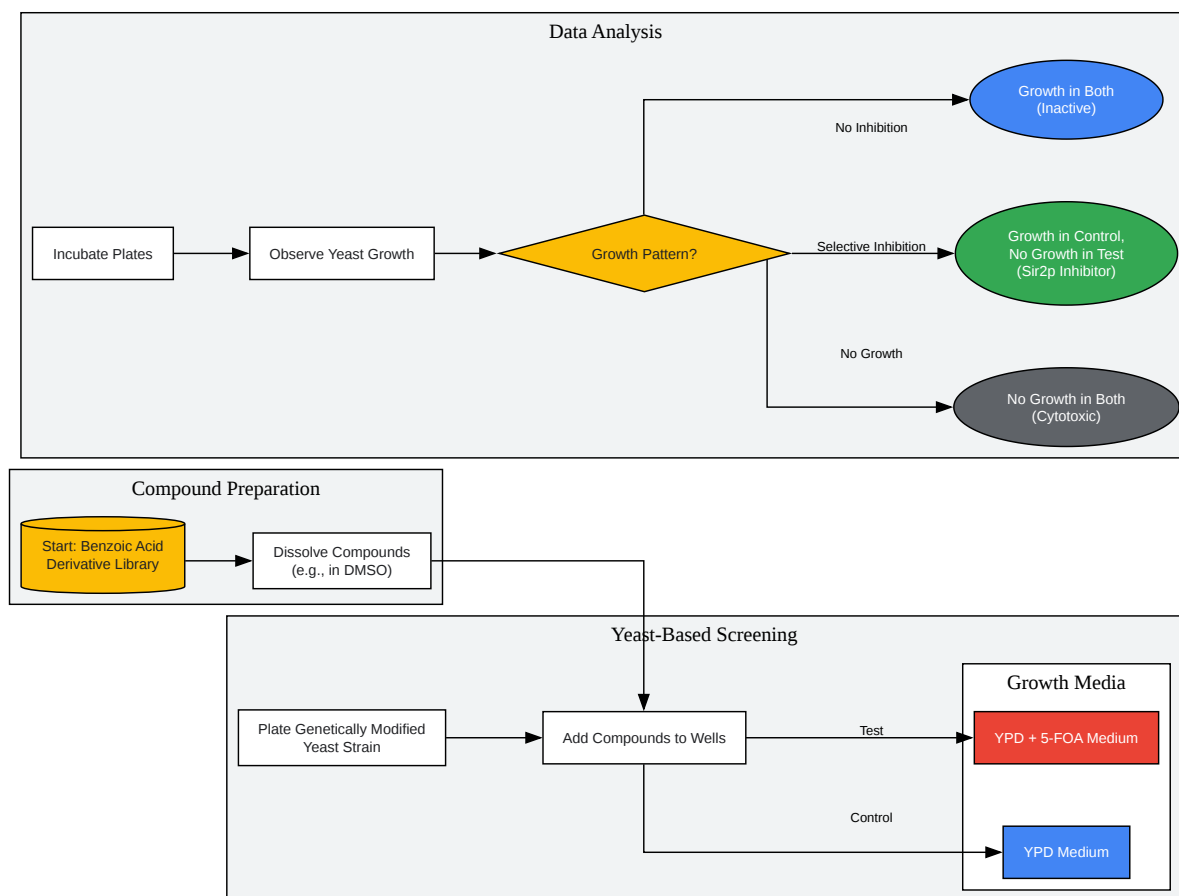 Data Analysis
Growth in Both
(Inactive)
No Inhibition
Incubate Plates
Observe Yeast Growth
Growth Pattern?
Selective Inhibition
Growth in Control,
No Growth in Test
(Sir2p Inhibitor)
No Growth
No Growth in Both
(Cytotoxic)
Compound Preparation
Start: Benzoic Acid
Derivative Library
Dissolve Compounds
(e.g., in DMSO)
Yeast-Based Screening
Growth Media
Plate Genetically Modified
Yeast Strain
Add Compounds to Wells
Test
YPD + 5-FOA Medium
Control
YPD Medium